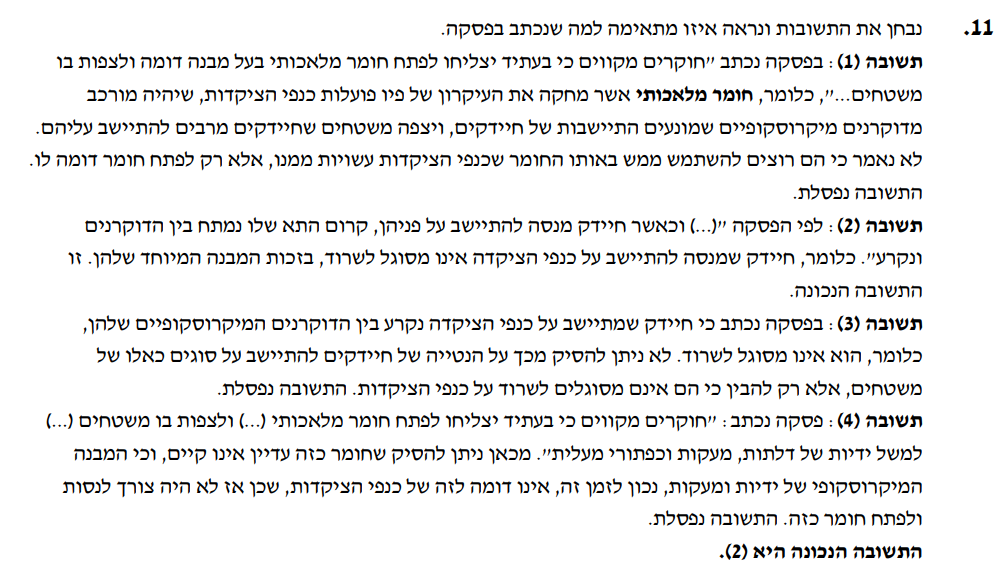 11. נבחן את התשובות ונראה איזו מתאימה למה שנכתב בפסקה.
תשובה (1): בפסקה נכתב "חוקרים מקווים כי בעתיד יצליחו לפתח חומר מלאכותי בעל מבנה דומה ולצפות בו
משטחים...", כלומר, חומר מלאכותי אשר מחקה את העיקרון של פיו פועלות כנפי הציקדות, שיהיה מורכב
מדוקרנים מיקרוסקופיים שמונעים התיישבות של חיידקים, ויצפה משטחים שחיידקים מרבים להתיישב עליהם.
לא נאמר כי הם רוצים להשתמש ממש באותו החומר שכנפי הציקדות עשויות ממנו, אלא רק לפתח חומר דומה לו.
התשובה נפסלת.
תשובה (2): לפי הפסקה "(...) וכאשר חיידק מנסה להתיישב על פניהן, קרום התא שלו נמתח בין הדוקרנים
ונקרע". כלומר, חיידק שמנסה להתיישב על כנפי הציקדה אינו מסוגל לשרוד, בזכות המבנה המיוחד שלהן. זו
התשובה הנכונה.
תשובה (3): בפסקה נכתב כי חיידק שמתיישב על כנפי הציקדה נקרע בין הדוקרנים המיקרוסקופיים שלהן,
כלומר, הוא אינו מסוגל לשרוד. לא ניתן להסיק מכך על הנטייה של חיידקים להתיישב על סוגים כאלו של
משטחים, אלא רק להבין כי הם אינם מסוגלים לשרוד על כנפי הציקדות. התשובה נפסלת.
תשובה (4): פסקה נכתב: "חוקרים מקווים כי בעתיד יצליחו לפתח חומר מלאכותי (...) ולצפות בו משטחים (...)
למשל ידיות של דלתות, מעקות וכפתורי מעלית". מכאן ניתן להסיק שחומר כזה עדיין אינו קיים, וכי המבנה
המיקרוסקופי של ידיות ומעקות, נכון לזמן זה, אינו דומה לזה של כנפי הציקדות, שכן אז לא היה צורך לנסות
ולפתח חומר כזה. התשובה נפסלת.
התשובה הנכונה היא (2).